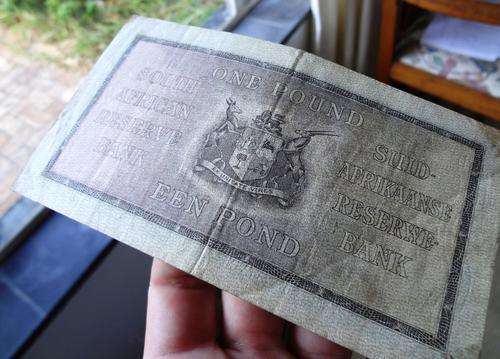 ONE POUND
SOUTH
AFRICAN
RESERVE
BANK
SUID-
AFRIKAANSE
RESERWE-
BANK
EEN POND